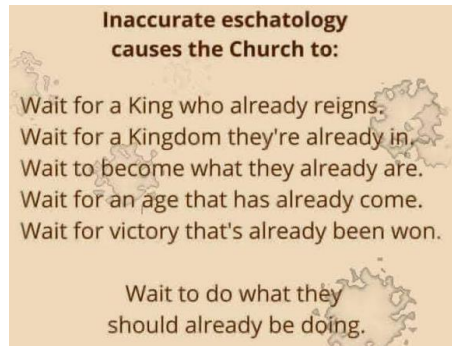 Inaccurate eschatology
causes the Church to:
Wait for a King who already reigns.
Wait for a Kingdom they're already in.
Wait to become what they already are.
Wait for an age that has already come.
Wait for victory that's already been won.
Wait to do what they
should already be doing.